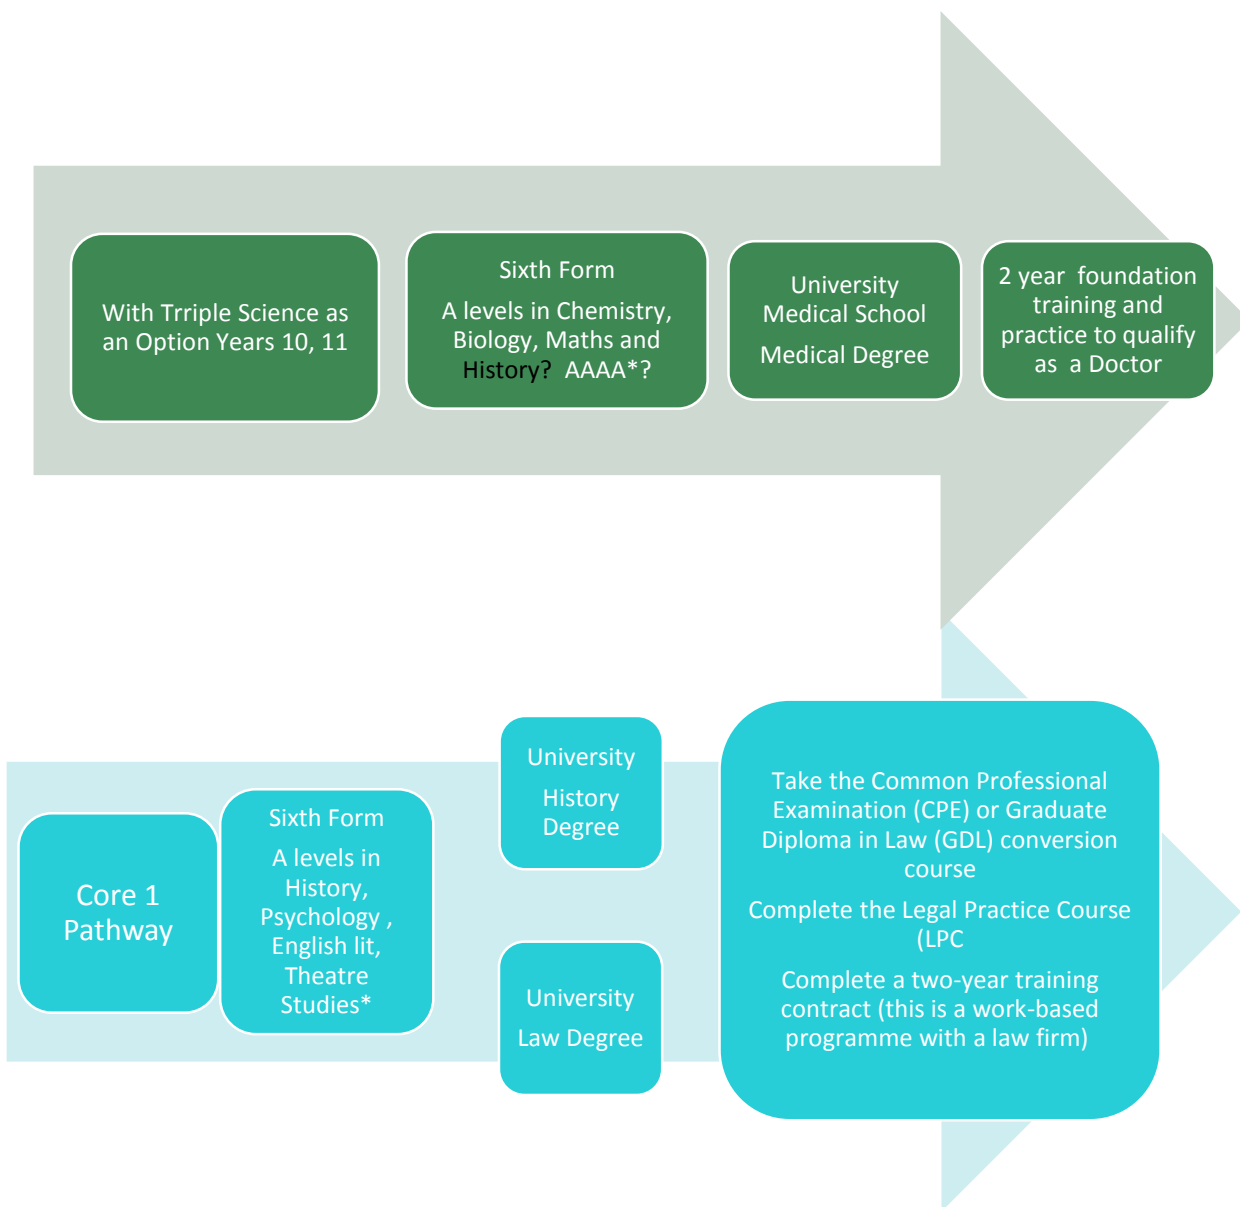 With Trriple Science as
an Option Years 10, 11
Sixth Form
A levels in Chemistry,
Biology, Maths and
History? AAAA*?
University
Medical School
Medical Degree
2 year foundation
training and
practice to qualify
as a Doctor
Core 1
Pathway
Sixth Form
A levels in
History,
Psychology ,
English lit,
Theatre
Studies*
University
History
Degree
University
Law Degree
Take the Common Professional
Examination (CPE) or Graduate
Diploma in Law (GDL) conversion
course
Complete the Legal Practice Course
(LPC
Complete a two-year training
contract (this is a work-based
programme with a law firm)